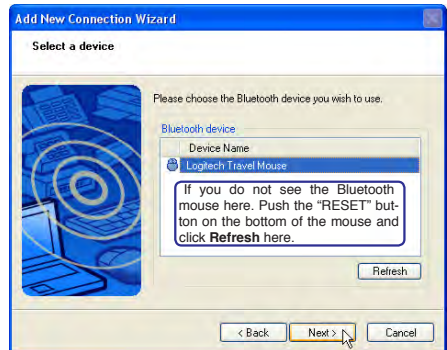 Add New Connection Wizard
Select a device
Please choose the Bluetooth device you wish to use.
Bluetooth device
Device Name
Logitech Travel Mouse
If you do not see the Bluetooth
mouse here. Push the “RESET” but-
ton on the bottom of the mouse and
click Refresh here.
Refresh
< Back Next > Cancel